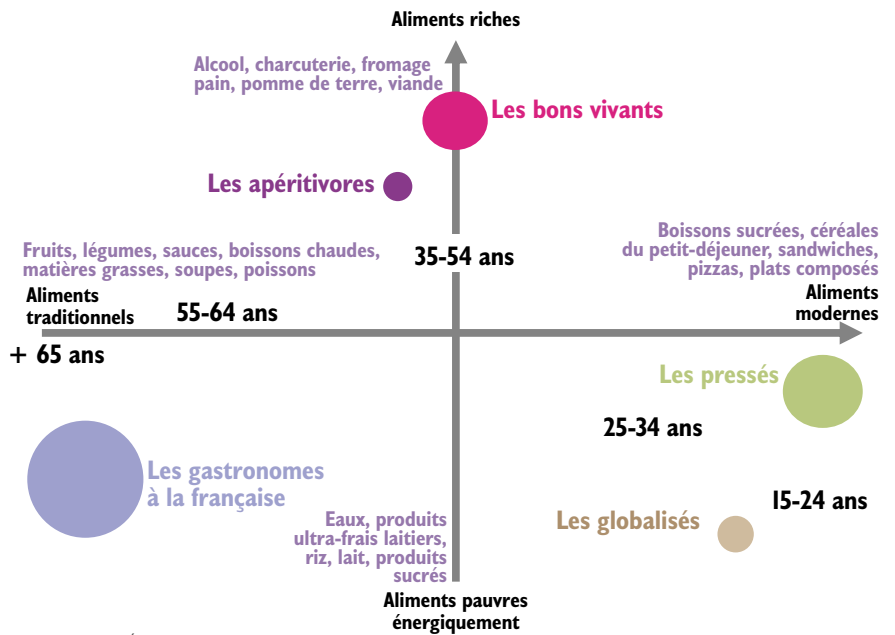 Aliments riches
Alcool, charcuterie, fromage
pain, pomme de terre, viande
Les bons vivants
Les apéritivores
Fruits, légumes, sauces, boissons chaudes,
matières grasses, soupes, poissons
35-54 ans
Boissons sucrées, céréales
du petit-déjeuner, sandwiches,
pizzas, plats composés
Aliments
traditionnels
55-64 ans
Aliments
modernes
+ 65 ans
Les pressés
25-34 ans
Les gastronomes
à la française
15-24 ans
Les globalisés
Eaux, produits
ultra-frais laitiers,
riz, lait, produits
sucrés
Aliments pauvres
énergiquement